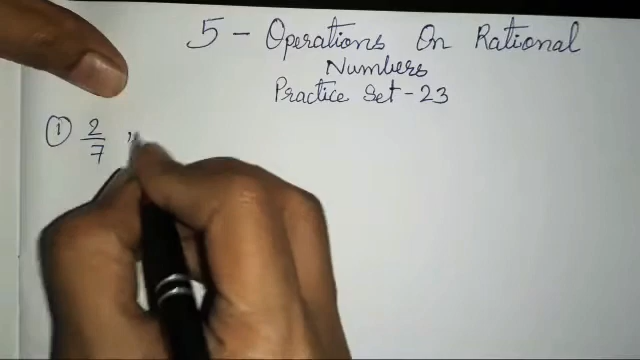 5 - Operations On Rational
Numbers
Practice Set - 23
① 2/7 ,